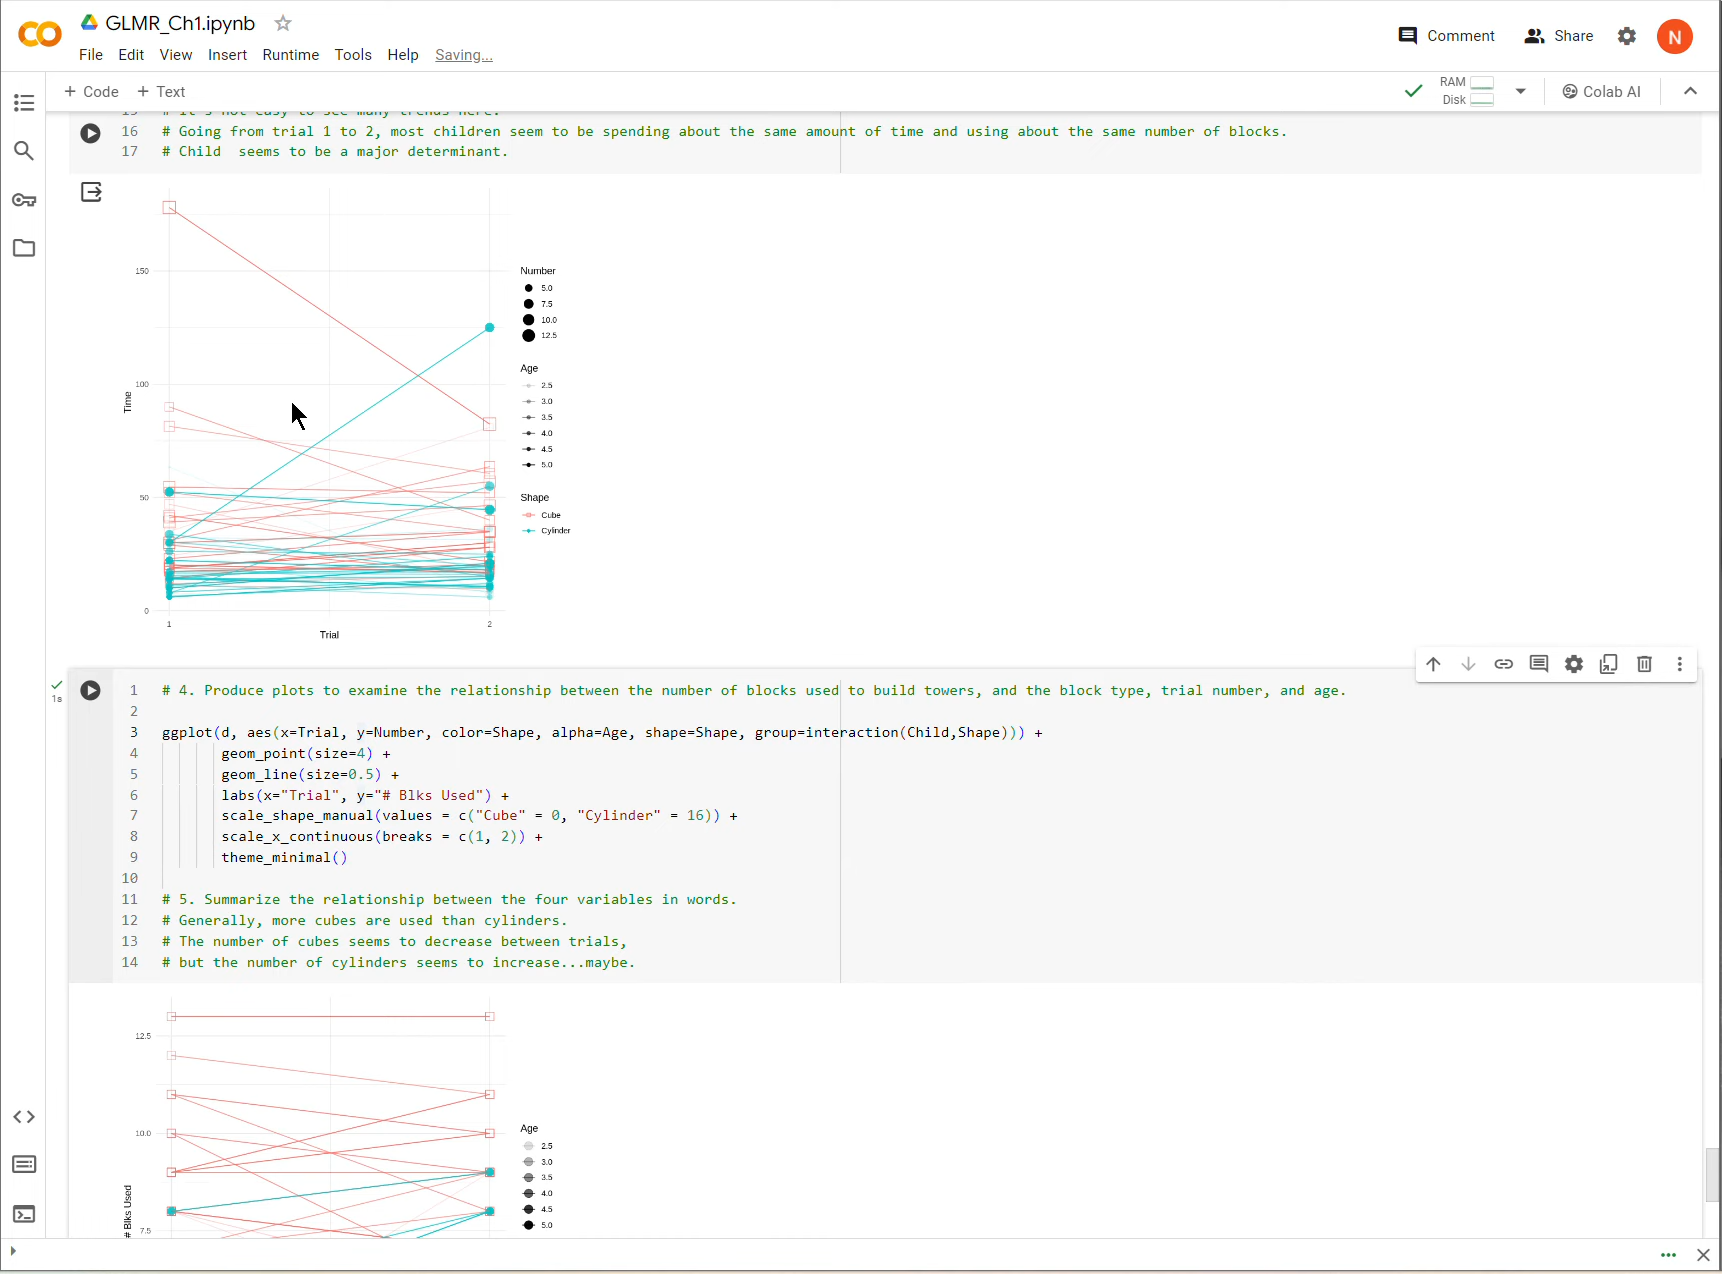 GLMR_Ch1.ipynb
File Edit View Insert Runtime Tools Help Saving...
Comment Share N
+ Code + Text
RAM
Disk
Colab AI
15 # It's not easy to see many trends here.
16 # Going from trial 1 to 2, most children seem to be spending about the same amount of time and using about the same number of blocks.
17 # Child  seems to be a major determinant.
150
100
50
0
Time
1 2
Trial
Number
5.0
7.5
10.0
12.5
Age
2.5
3.0
3.5
4.0
4.5
5.0
Shape
Cube
Cylinder
1s
1 # 4. Produce plots to examine the relationship between the number of blocks used to build towers, and the block type, trial number, and age.
2
3 ggplot(d, aes(x=Trial, y=Number, color=Shape, alpha=Age, shape=Shape, group=interaction(Child,Shape))) +
4 geom_point(size=4) +
5 geom_line(size=0.5) +
6 labs(x="Trial", y="# Blks Used") +
7 scale_shape_manual(values = c("Cube" = 0, "Cylinder" = 16)) +
8 scale_x_continuous(breaks = c(1, 2)) +
9 theme_minimal()
10
11 # 5. Summarize the relationship between the four variables in words.
12 # Generally, more cubes are used than cylinders.
13 # The number of cubes seems to decrease between trials,
14 # but the number of cylinders seems to increase...maybe.
12.5
10.0
7.5
# Blks Used
Age
2.5
3.0
3.5
4.0
4.5
5.0